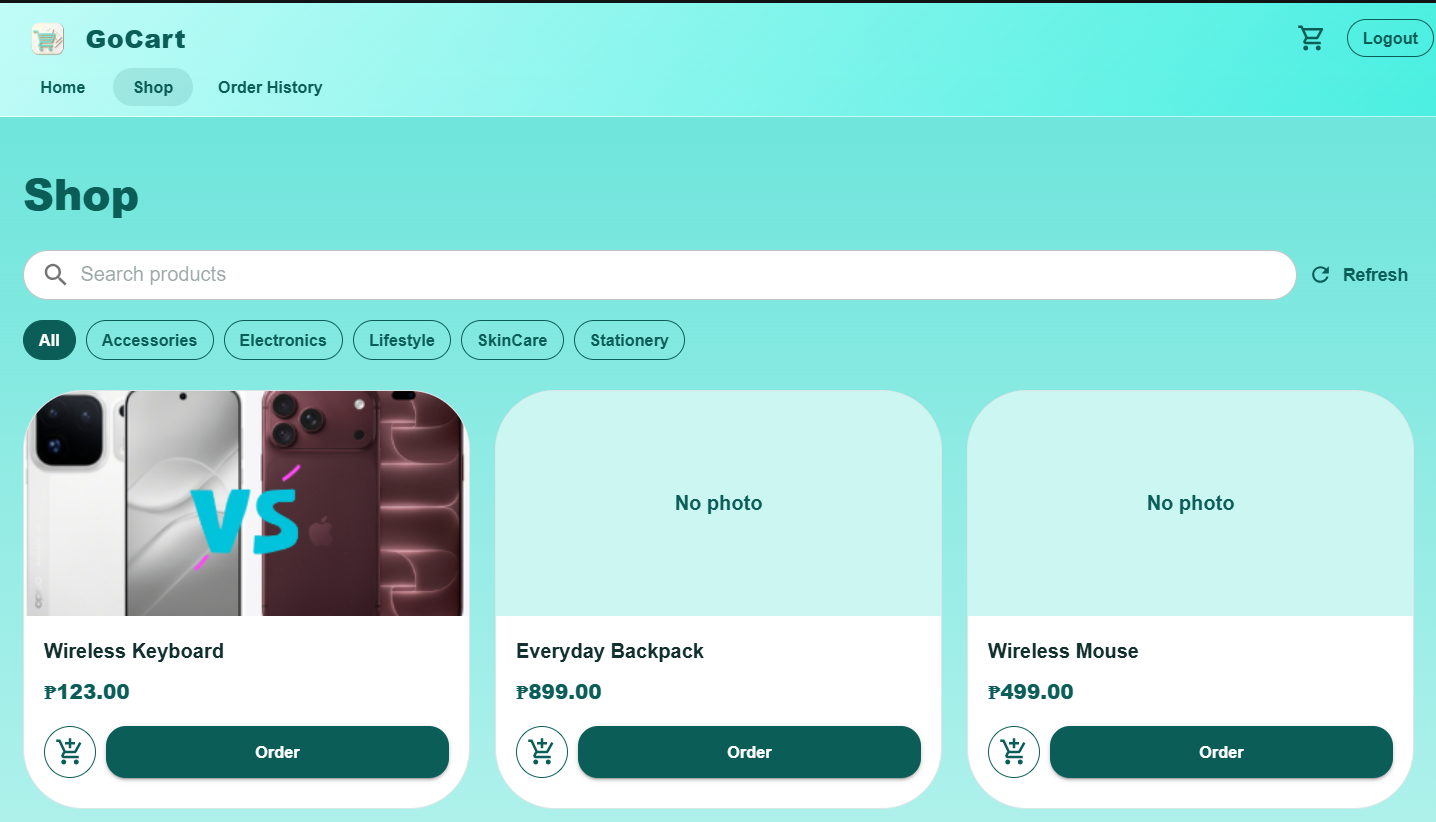 GoCart
Logout
Home Shop Order History
Shop
Search products
Refresh
All Accessories Electronics Lifestyle SkinCare Stationery
VS
No photo
No photo
Wireless Keyboard
₱123.00
Order
Everyday Backpack
₱899.00
Order
Wireless Mouse
₱499.00
Order